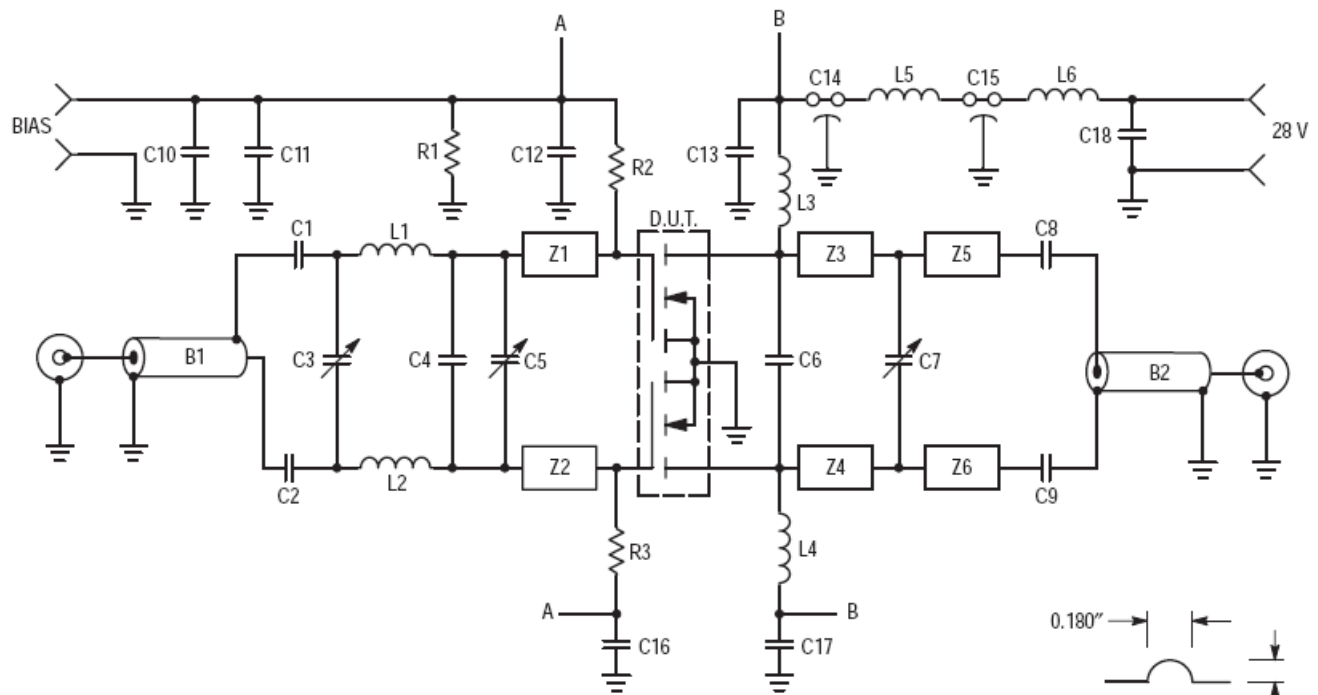 A
B
C14
L5
C15
L6
BIAS
C10
C11
R1
C12
R2
C13
C18
28 V
L3
D.U.T.
C1
L1
Z1
Z3
Z5
C8
B1
C3
C4
C5
C6
C7
B2
C2
L2
Z2
Z4
Z6
C9
R3
L4
A
B
0.180″
C16
C17